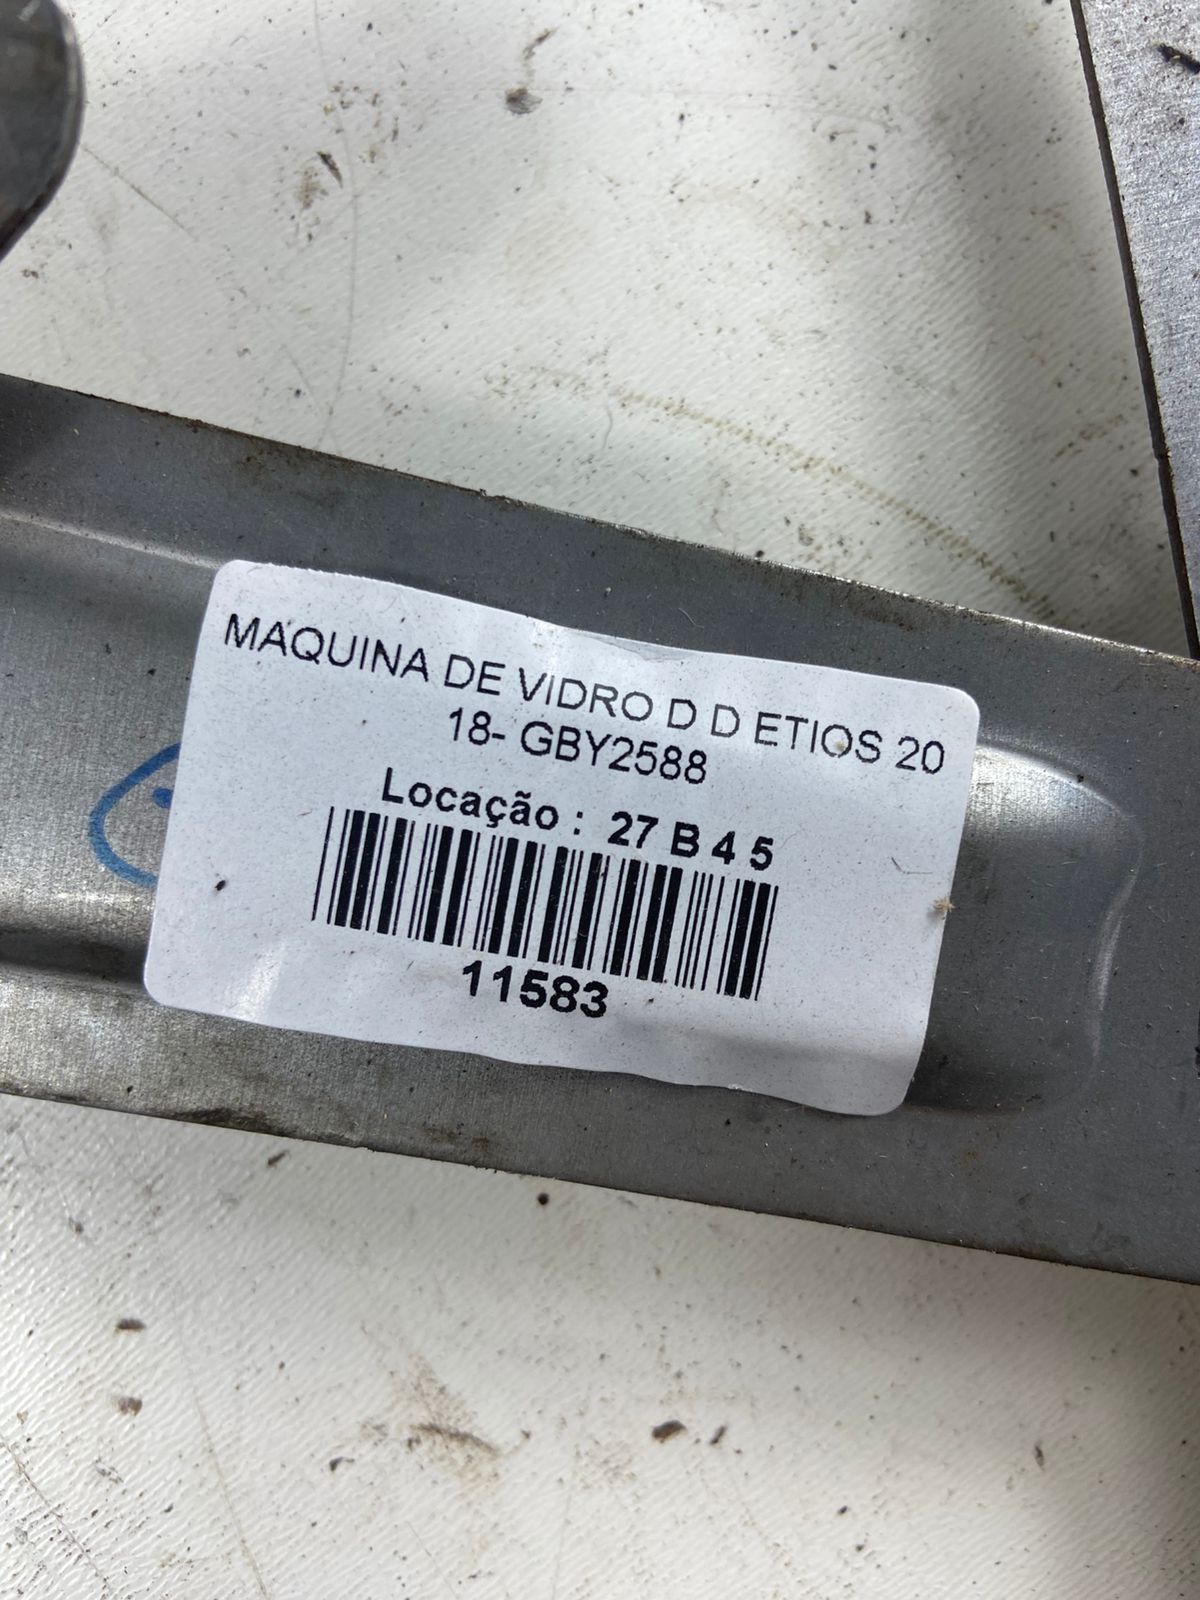 MAQUINA DE VIDRO D D ETIOS 20
18- GBY2588
Locação : 27 B 4 5
11583